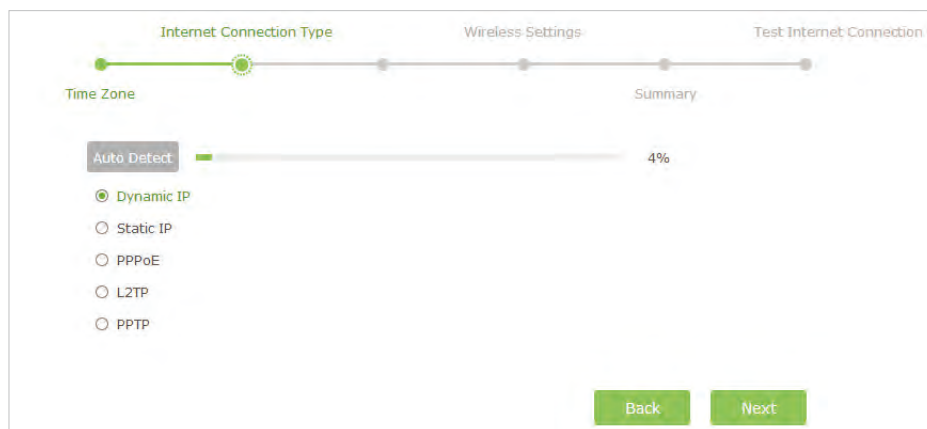 Internet Connection Type Wireless Settings Test Internet Connection
Time Zone Summary
Auto Detect 4%
Dynamic IP
Static IP
PPPoE
L2TP
PPTP
Back Next